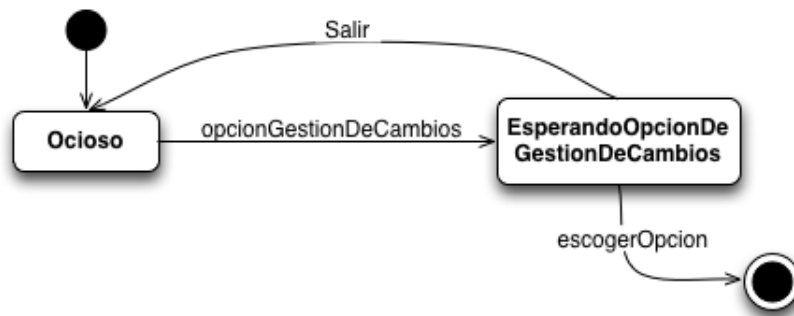 Salir
Ocioso
opcionGestionDeCambios
EsperandoOpcionDe
GestionDeCambios
escogerOpcion